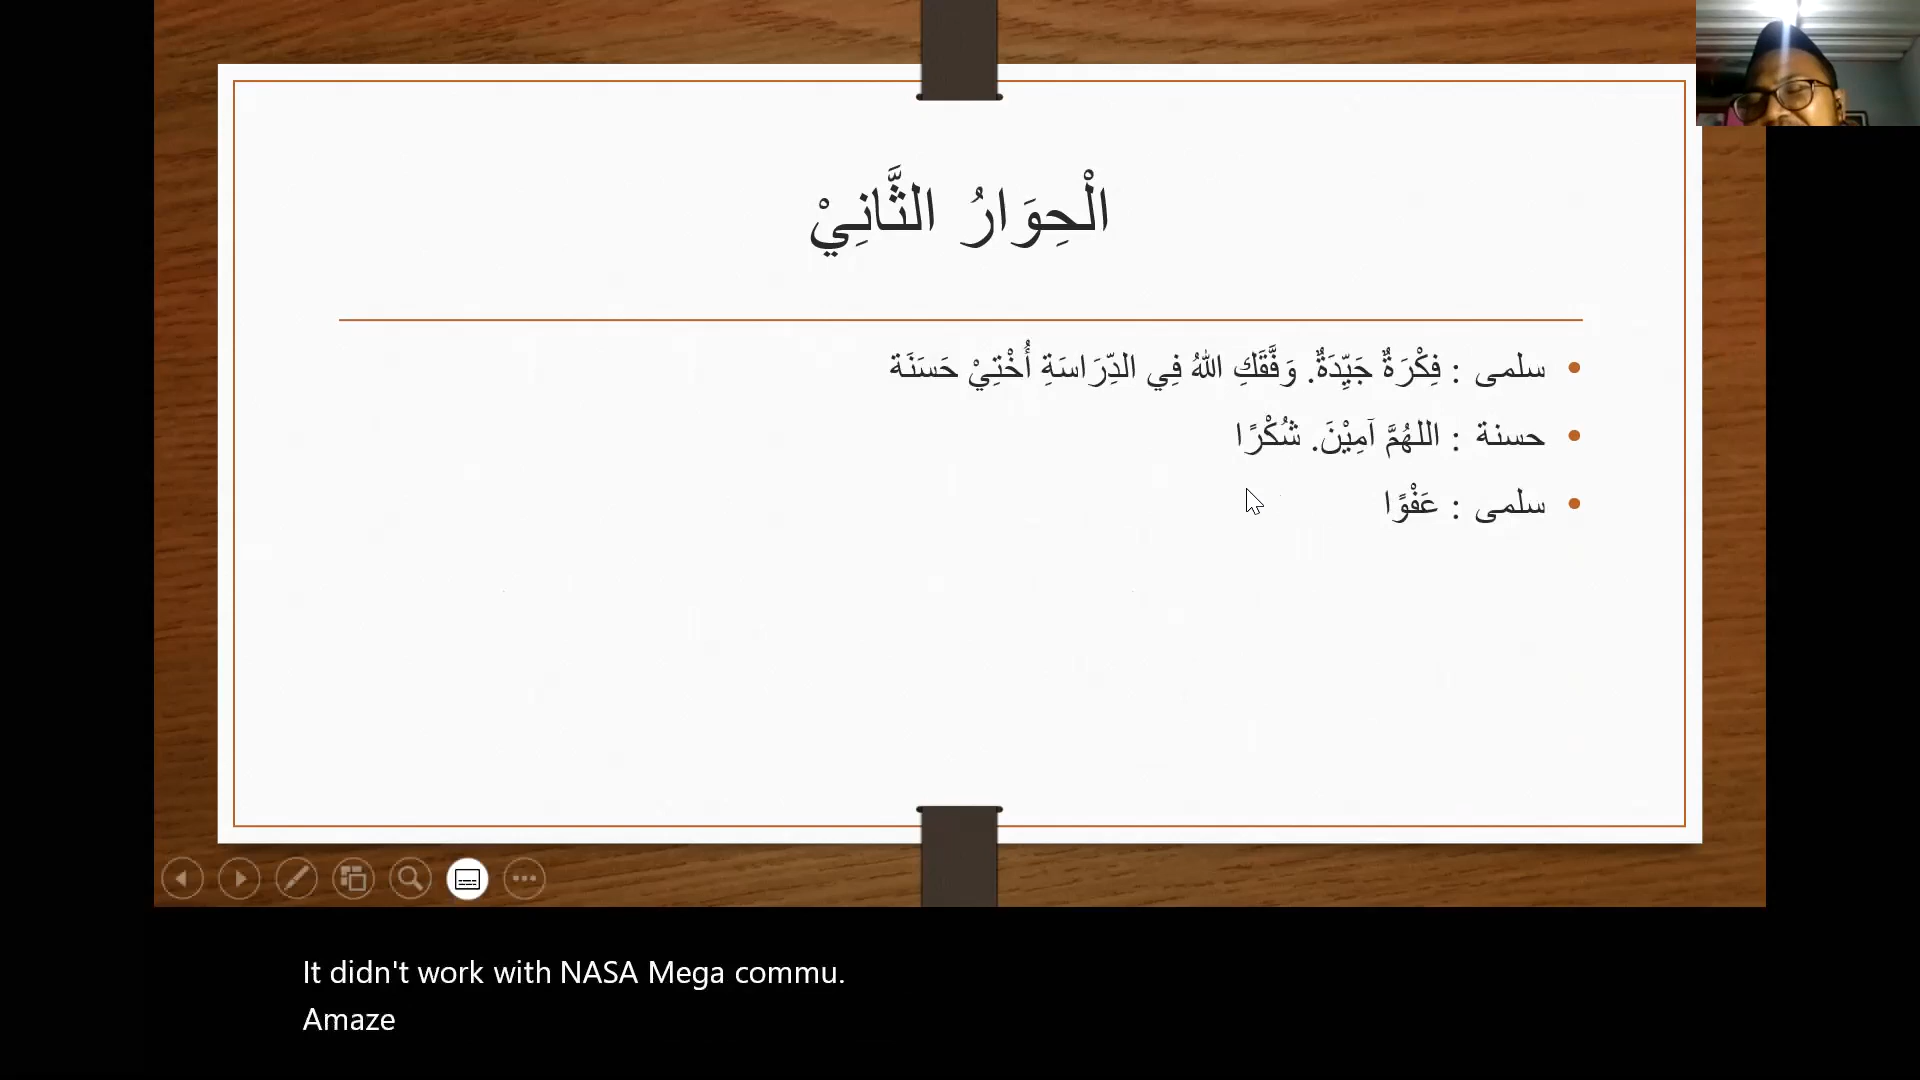 الْحِوَارُ الثَّانِيْ
• سلمى : فِكْرَةٌ جَيِّدَةٌ. وَفَّقَكِ اللهُ فِي الدِّرَاسَةِ أُخْتِيْ حَسَنَة
• حسنة : اللهُمَّ آمِيْنَ. شُكْرًا
• سلمى : عَفْوًا
It didn't work with NASA Mega commu.
Amaze